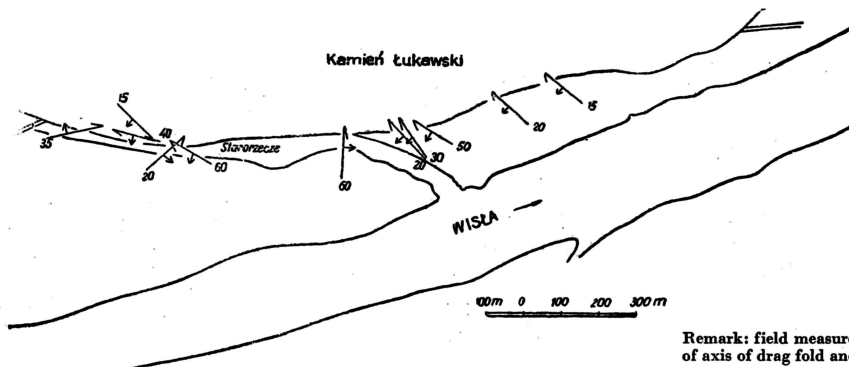 Kamień Łukawski
15
40
35
Starorzecze
20
60
60
20
30
50
20
15
WISŁA
100 m 0 100 200 300 m
Remark: field measure
of axis of drag fold an